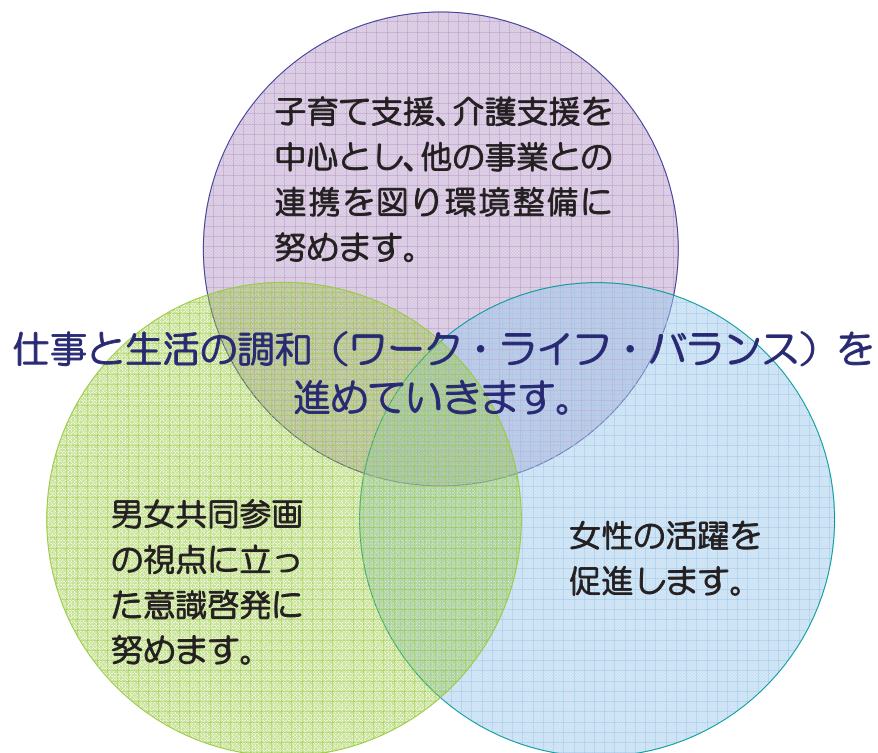 子育て支援、介護支援を
中心とし、他の事業との
連携を図り環境整備に
努めます。
仕事と生活の調和（ワーク・ライフ・バランス）を
進めていきます。
男女共同参画
の視点に立っ
た意識啓発に
努めます。
女性の活躍を
促進します。